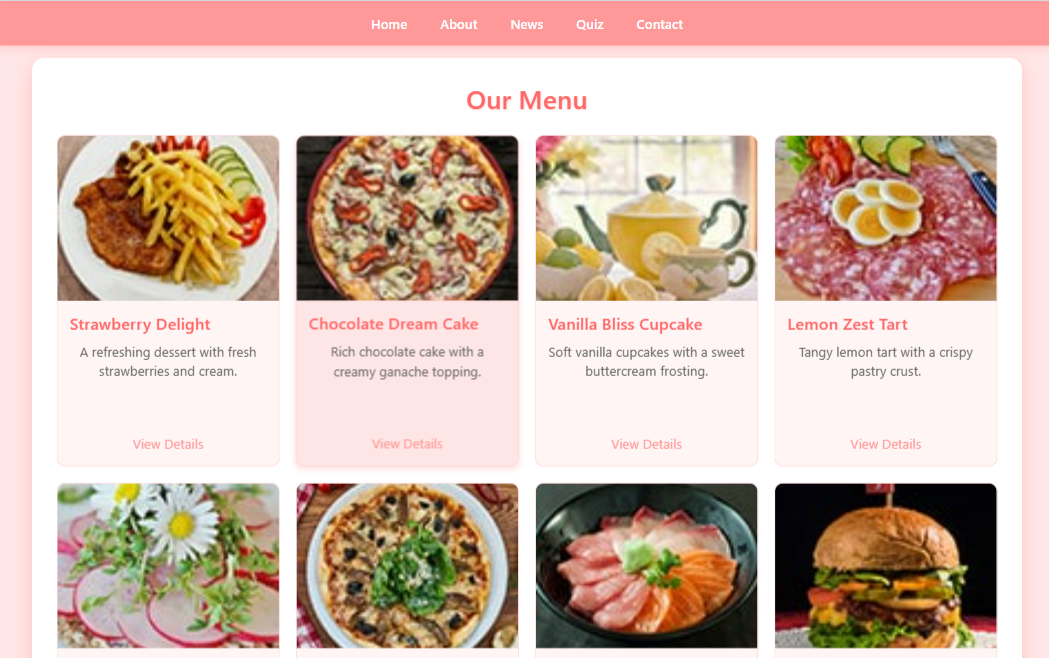 Home About News Quiz Contact
Our Menu
Strawberry Delight
A refreshing dessert with fresh
strawberries and cream.
View Details
Chocolate Dream Cake
Rich chocolate cake with a
creamy ganache topping.
View Details
Vanilla Bliss Cupcake
Soft vanilla cupcakes with a sweet
buttercream frosting.
View Details
Lemon Zest Tart
Tangy lemon tart with a crispy
pastry crust.
View Details